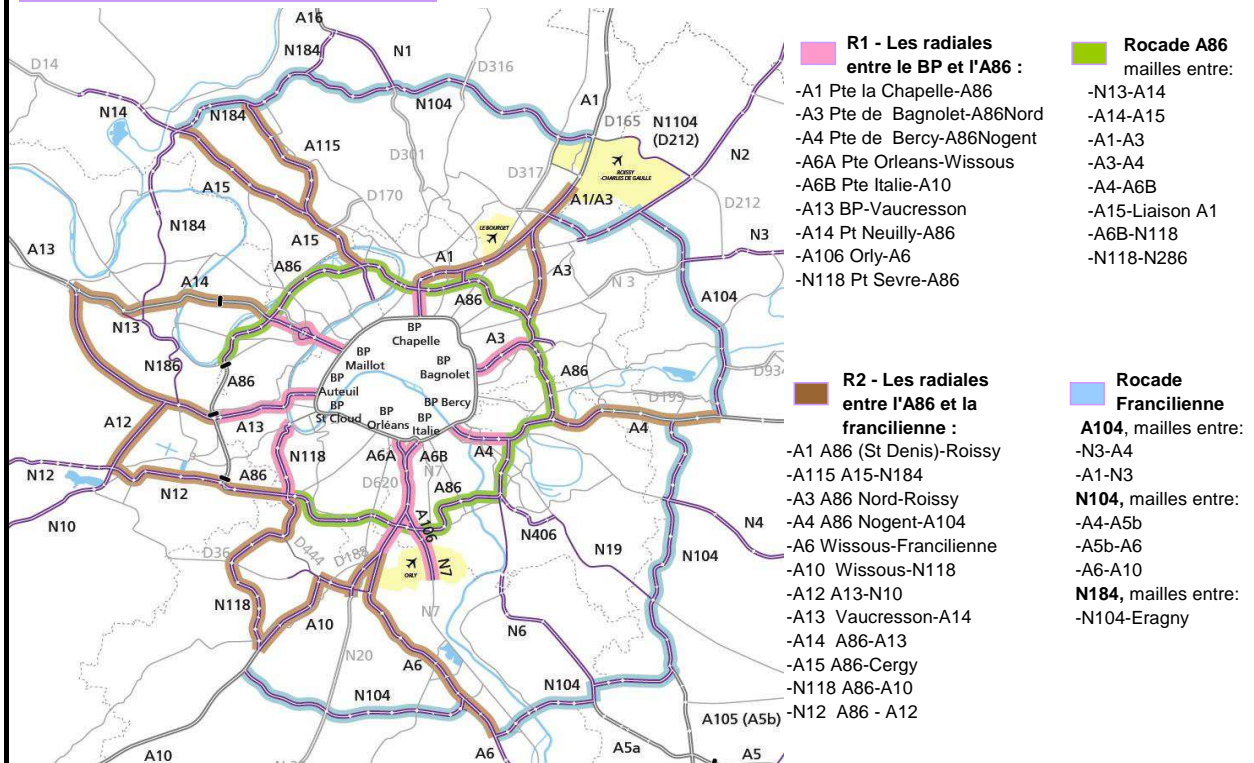 A16
N184
N1
D14
D316
N104
A1
N14
N184
D165
N1104
(D212)
A115
D301
D317
N2
ROISSY
CHARLES DE GAULLE
A15
D170
A1/A3
D212
N184
LE BOURGET
A15
N3
A13
A1
A86
A3
A14
N 3
A104
A86
N13
BP
Chapelle
A3
BP
Maillot
BP
Bagnolet
N186
A86
D934
A86
BP
Auteuil
D199
BP
St Cloud
BP
Orléans
BP Bercy
BP
Italie
A12
A13
A4
A4
N118
A6A
A6B
N12
A86
N7
D620
A86
N12
N10
A106
N4
N406
D36
D444
D188
N19
N104
ORLY
N7
N118
N7
A10
N6
N20
A6
N104
N104
A105 (A5b)
A10
A6
A5a
A5
R1 - Les radiales
entre le BP et l'A86 :
-A1 Pte la Chapelle-A86
-A3 Pte de Bagnolet-A86Nord
-A4 Pte de Bercy-A86Nogent
-A6A Pte Orleans-Wissous
-A6B Pte Italie-A10
-A13 BP-Vaucresson
-A14 Pt Neuilly-A86
-A106 Orly-A6
-N118 Pt Sevre-A86
Rocade A86
mailles entre:
-N13-A14
-A14-A15
-A1-A3
-A3-A4
-A4-A6B
-A15-Liaison A1
-A6B-N118
-N118-N286
R2 - Les radiales
entre l'A86 et la
francilienne :
-A1 A86 (St Denis)-Roissy
-A115 A15-N184
-A3 A86 Nord-Roissy
-A4 A86 Nogent-A104
-A6 Wissous-Francilienne
-A10 Wissous-N118
-A12 A13-N10
-A13 Vaucresson-A14
-A14 A86-A13
-A15 A86-Cergy
-N118 A86-A10
-N12 A86 - A12
Rocade
Francilienne
A104, mailles entre:
-N3-A4
-A1-N3
N104, mailles entre:
-A4-A5b
-A5b-A6
-A6-A10
N184, mailles entre:
-N104-Eragny